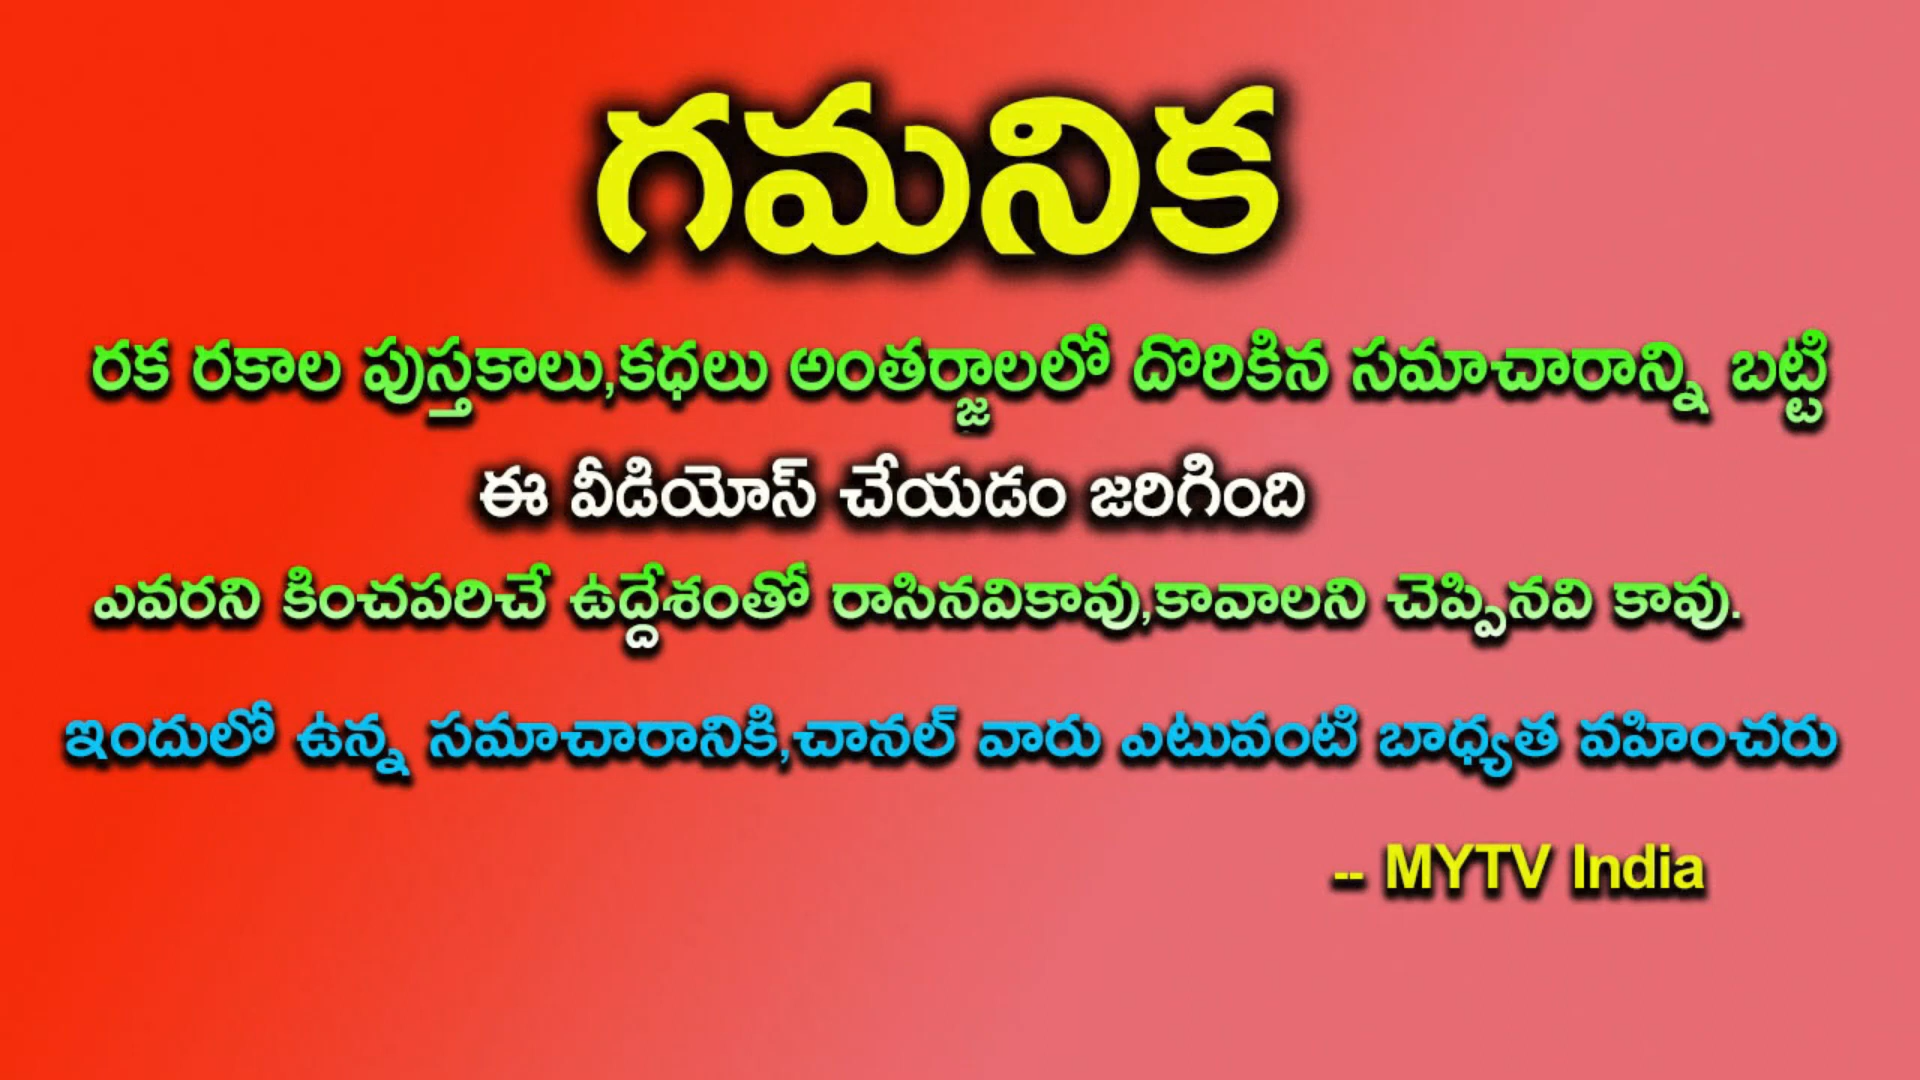 గమనిక
రక రకాల పుస్తకాలు,కధలు అంతర్జాలలో దొరికిన సమాచారాన్ని బట్టి
ఈ వీడియోస్ చేయడం జరిగింది
ఎవరని కించపరిచే ఉద్దేశంతో రాసినవికావు,కావాలని చెప్పినవి కావు.
ఇందులో ఉన్న సమాచారానికి,చానల్ వారు ఎటువంటి బాధ్యత వహించరు
-- MYTV India